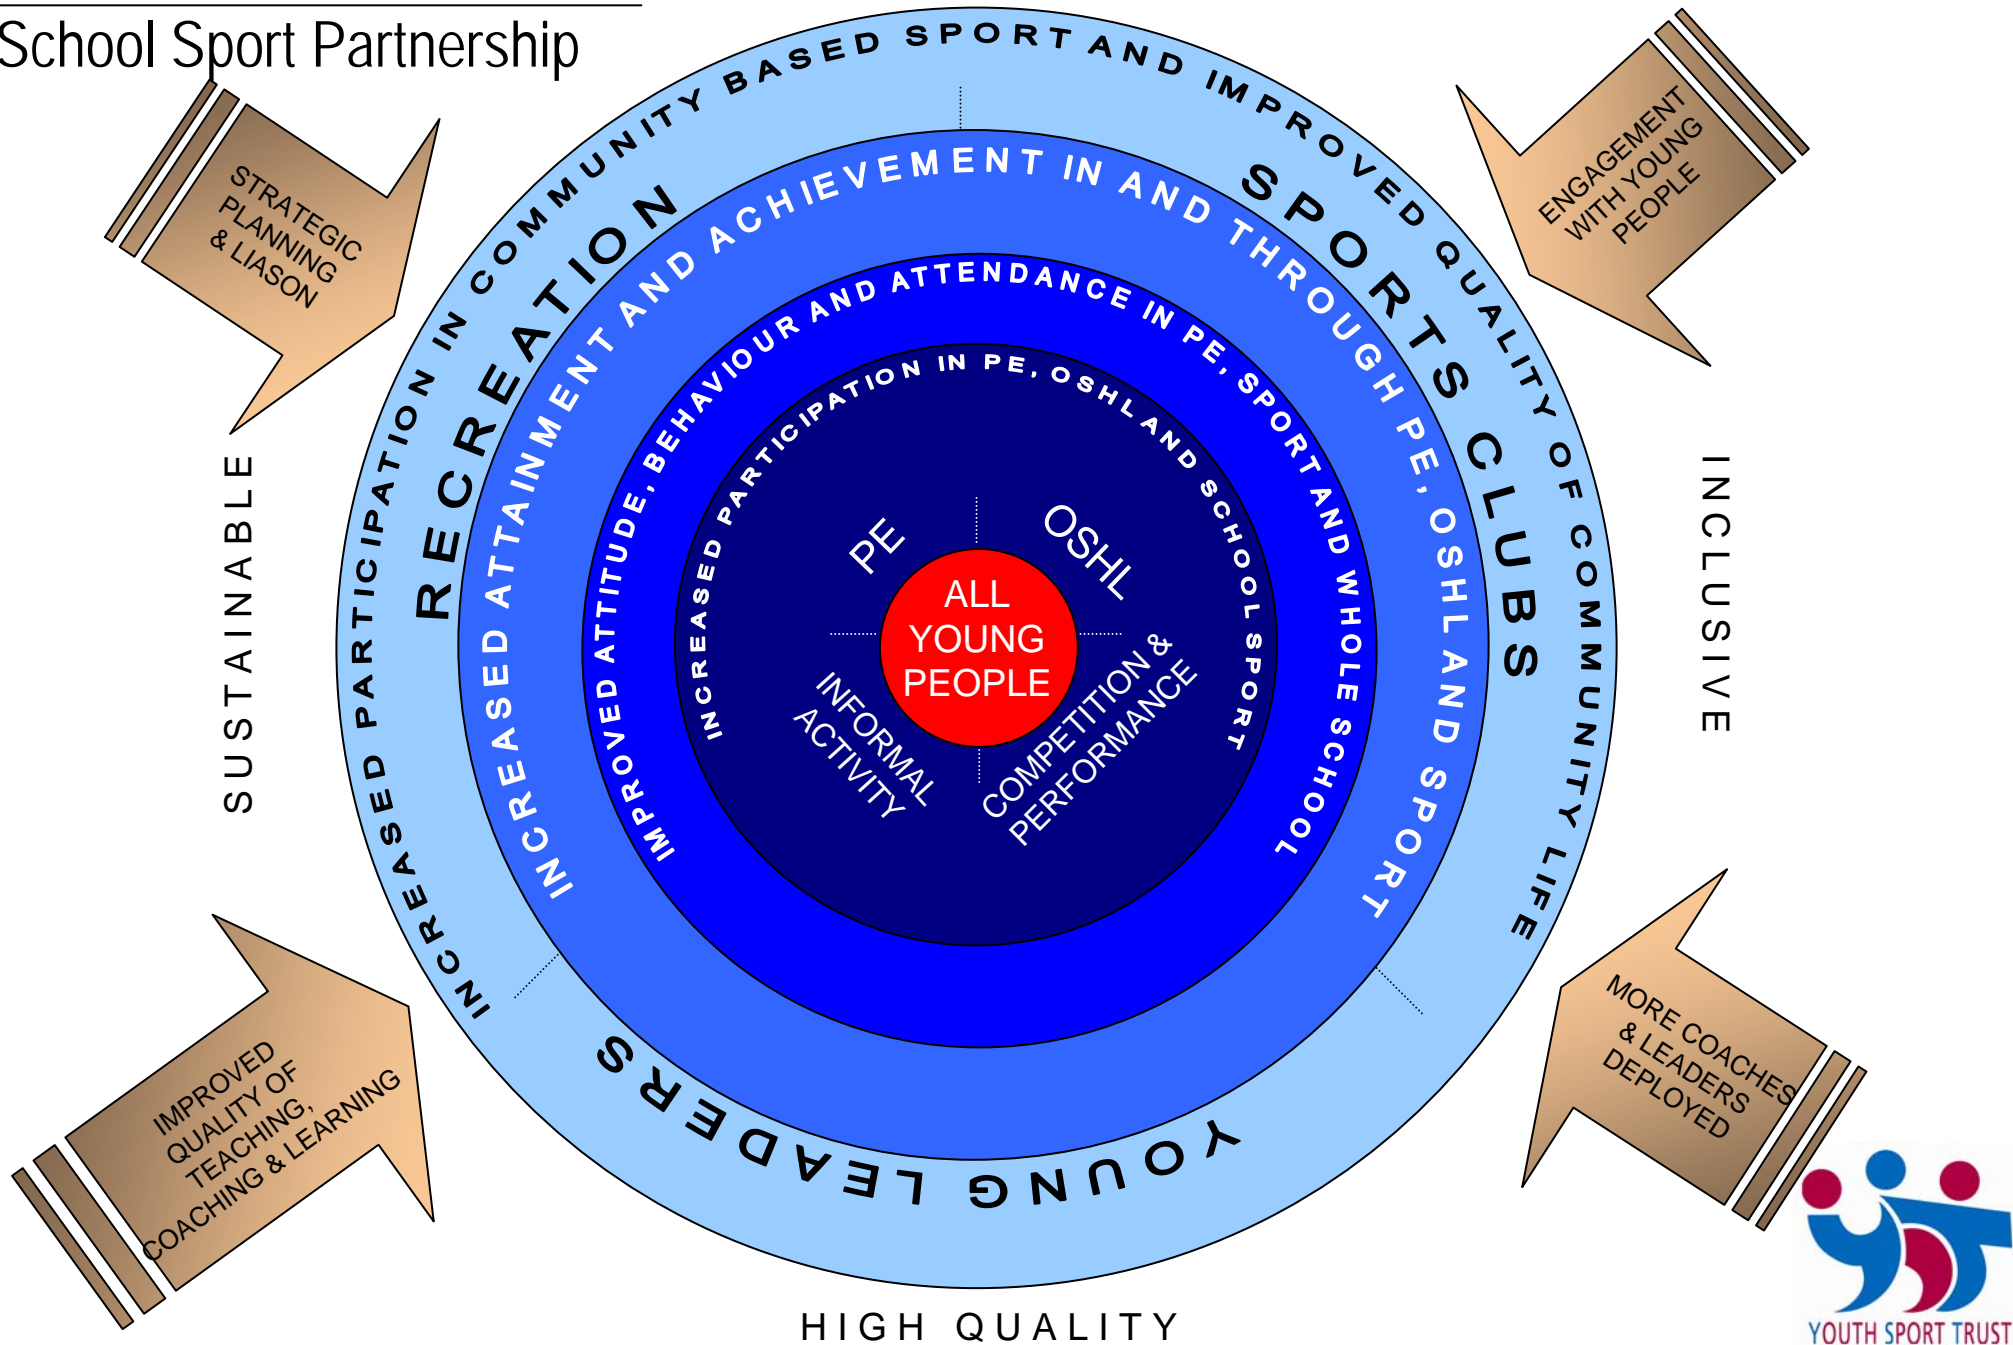 School Sport Partnership
STRATEGIC
PLANNING
& LIASON
ENGAGEMENT
WITH YOUNG
PEOPLE
INCREASED PARTICIPATION IN COMMUNITY BASED SPORT AND IMPROVED QUALITY OF COMMUNITY LIFE
RECREATION
SPORTS CLUBS
INCREASED ATTAINMENT AND ACHIEVEMENT IN AND THROUGH PE, OSHL AND SPORT
IMPROVED ATTITUDE, BEHAVIOUR AND ATTENDANCE IN PE, SPORT AND WHOLE SCHOOL
INCREASED PARTICIPATION IN PE, OSHL AND SCHOOL SPORT
PE
OSHL
ALL
YOUNG
PEOPLE
INFORMAL
ACTIVITY
COMPETITION &
PERFORMANCE
SUSTAINABLE
INCLUSIVE
YOUNG LEADERS
IMPROVED
QUALITY OF
TEACHING,
COACHING & LEARNING
MORE COACHES
& LEADERS
DEPLOYED
HIGH QUALITY
YOUTH SPORT TRUST